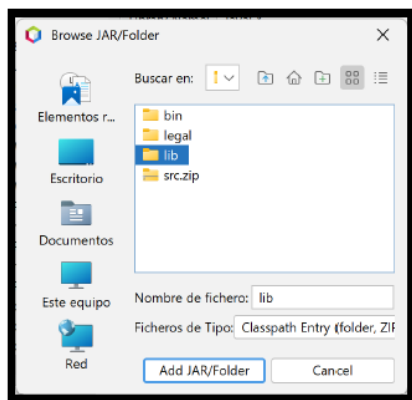 Browse JAR/Folder
Buscar en:
Elementos r...
Escritorio
Documentos
Este equipo
Red
bin
legal
lib
src.zip
Nombre de fichero: lib
Ficheros de Tipo: Classpath Entry (folder, ZIF
Add JAR/Folder
Cancel